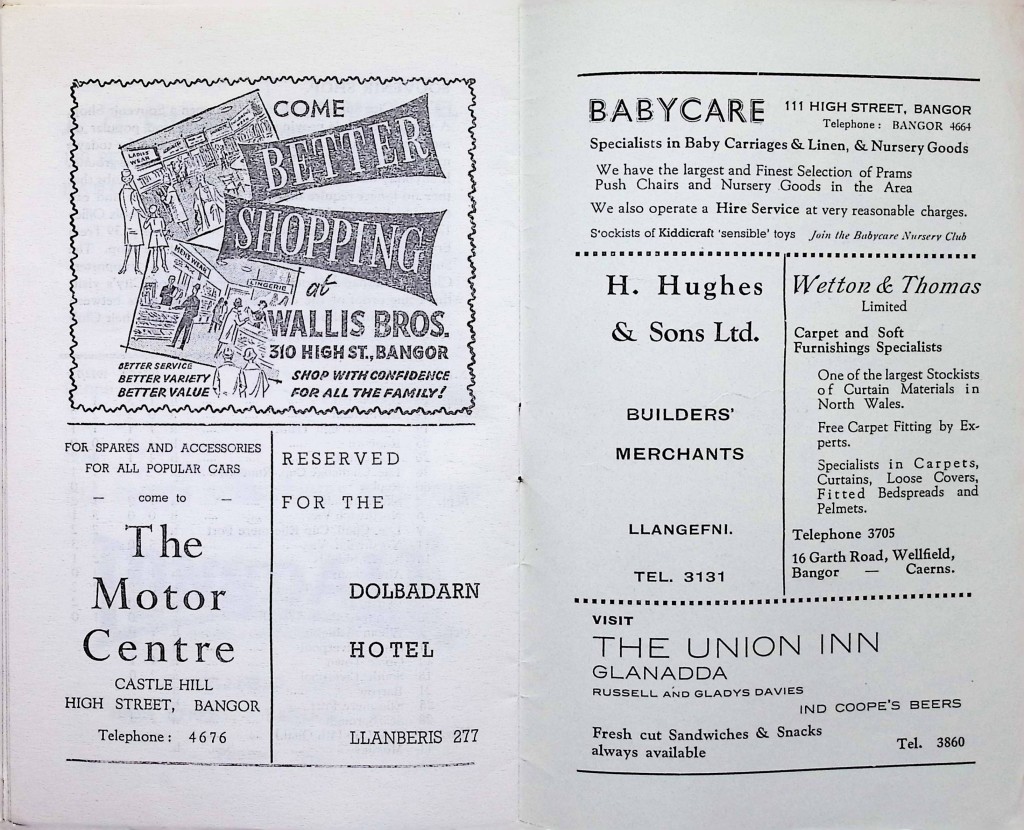 COME
BETTER
SHOPPING
at
WALLIS BROS.
310 HIGH ST., BANGOR
LADIES WEAR
MENS WEAR
LINGERIE
BETTER SERVICE
BETTER VARIETY
BETTER VALUE
SHOP WITH CONFIDENCE
FOR ALL THE FAMILY!
FOR SPARES AND ACCESSORIES
FOR ALL POPULAR CARS
— come to —
The
Motor
Centre
CASTLE HILL
HIGH STREET, BANGOR
Telephone: 4676
RESERVED
FOR THE
DOLBADARN
HOTEL
LLANBERIS 277
BABYCARE
111 HIGH STREET, BANGOR
Telephone: BANGOR 4664
Specialists in Baby Carriages & Linen, & Nursery Goods
We have the largest and Finest Selection of Prams
Push Chairs and Nursery Goods in the Area
We also operate a Hire Service at very reasonable charges.
Stockists of Kiddicraft 'sensible' toys Join the Babycare Nursery Club
H. Hughes
& Sons Ltd.
BUILDERS'
MERCHANTS
LLANGEFNI.
TEL. 3131
Wetton & Thomas
Limited
Carpet and Soft
Furnishings Specialists
One of the largest Stockists
of Curtain Materials in
North Wales.
Free Carpet Fitting by Ex-
perts.
Specialists in Carpets,
Curtains, Loose Covers,
Fitted Bedspreads and
Pelmets.
Telephone 3705
16 Garth Road, Wellfield,
Bangor — Caerns.
VISIT
THE UNION INN
GLANADDA
RUSSELL AND GLADYS DAVIES
IND COOPE'S BEERS
Fresh cut Sandwiches & Snacks
always available
Tel. 3860